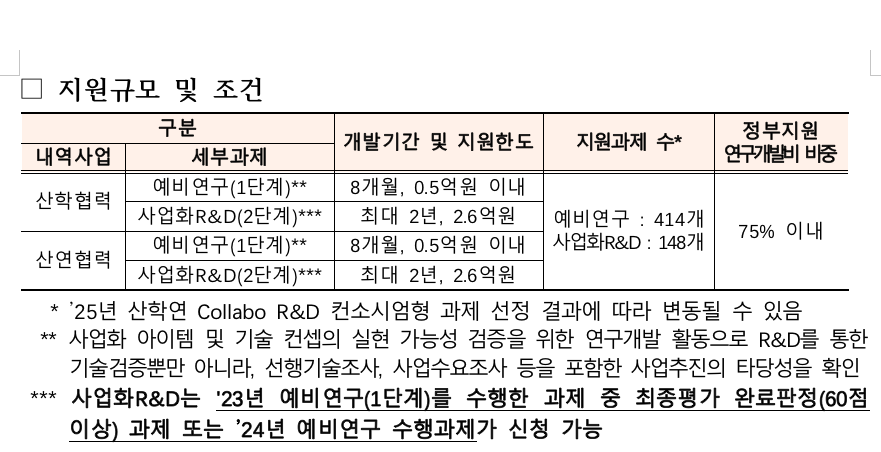 □ 지원규모 및 조건
구분 개발기간 및 지원한도 지원과제 수* 정부지원 연구개발비 비중
내역사업 세부과제
산학협력 예비연구(1단계)** 8개월, 0.5억원 이내 예비연구 : 414개 75% 이내
사업화R&D(2단계)*** 최대 2년, 2.6억원 사업화R&D : 148개
산연협력 예비연구(1단계)** 8개월, 0.5억원 이내
사업화R&D(2단계)*** 최대 2년, 2.6억원
* ’25년 산학연 Collabo R&D 컨소시엄형 과제 선정 결과에 따라 변동될 수 있음
** 사업화 아이템 및 기술 컨셉의 실현 가능성 검증을 위한 연구개발 활동으로 R&D를 통한
기술검증뿐만 아니라, 선행기술조사, 사업수요조사 등을 포함한 사업추진의 타당성을 확인
*** 사업화R&D는 '23년 예비연구(1단계)를 수행한 과제 중 최종평가 완료판정(60점
이상) 과제 또는 ’24년 예비연구 수행과제가 신청 가능